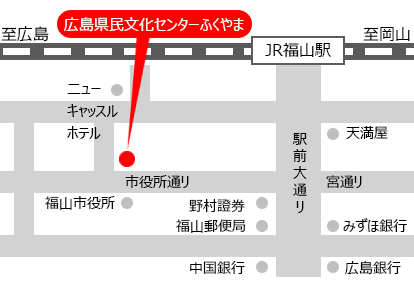 広島県民文化センターふくやま
至広島
JR福山駅
至岡山
ニュー
キャッスル
ホテル
駅前大通り
天満屋
市役所通り
宮通り
福山市役所
野村證券
福山郵便局
みずほ銀行
中国銀行
広島銀行